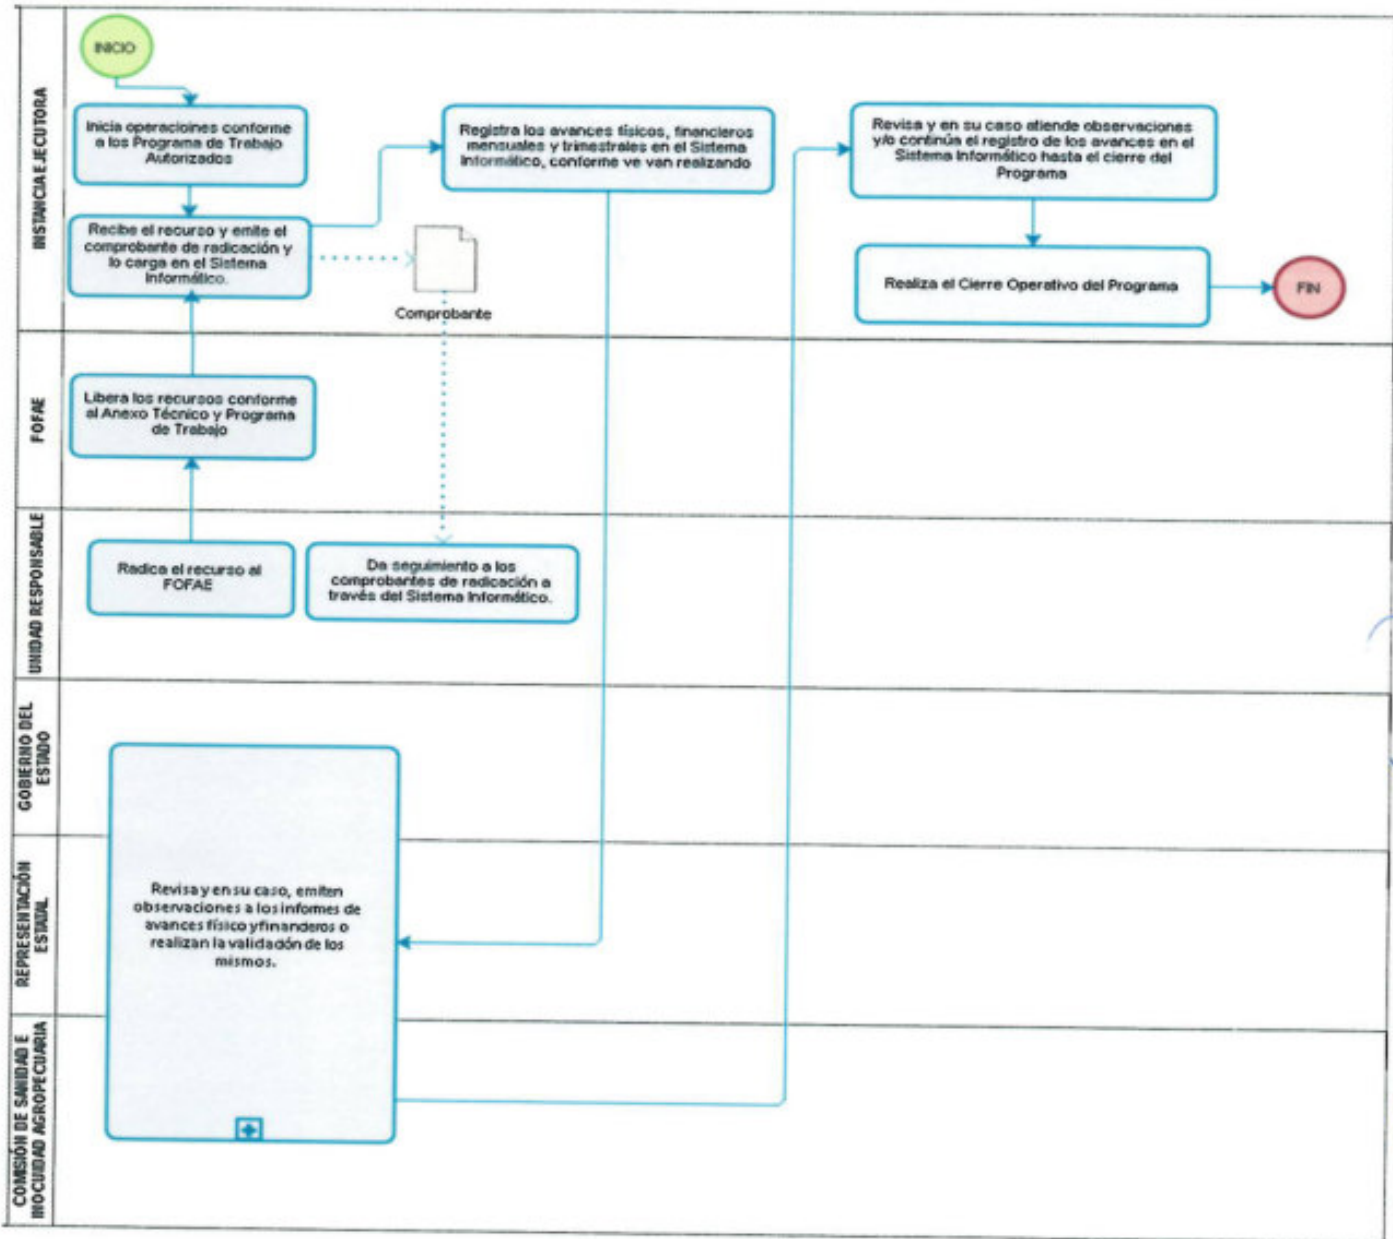 INSTANCIA EJECUTORA
INICIO
Inicia operacioines conforme
a los Programa de Trabajo
Autorizados
Recibe el recurso y emite el
comprobante de radicación y
lo carga en el Sistema
Informático.
Registra los avances físicos, financieros
mensuales y trimestrales en el Sistema
Informático, conforme ve van realizando
Comprobante
Revisa y en su caso atiende observaciones
y/o continúa el registro de los avances en el
Sistema Informático hasta el cierre del
Programa
Realiza el Cierre Operativo del Programa
FIN
FOFAE
Libera los recursos conforme
al Anexo Técnico y Programa
de Trabajo
UNIDAD RESPONSABLE
Radica el recurso al
FOFAE
Da seguimiento a los
comprobantes de radicación a
través del Sistema Informático.
GOBIERNO DEL
ESTADO
REPRESENTACIÓN
ESTATAL
Revisa y en su caso, emiten
observaciones a los informes de
avances físico y financieros o
realizan la validación de los
mismos.
COMISIÓN DE SANIDAD E
INOCUIDAD AGROPECUARIA